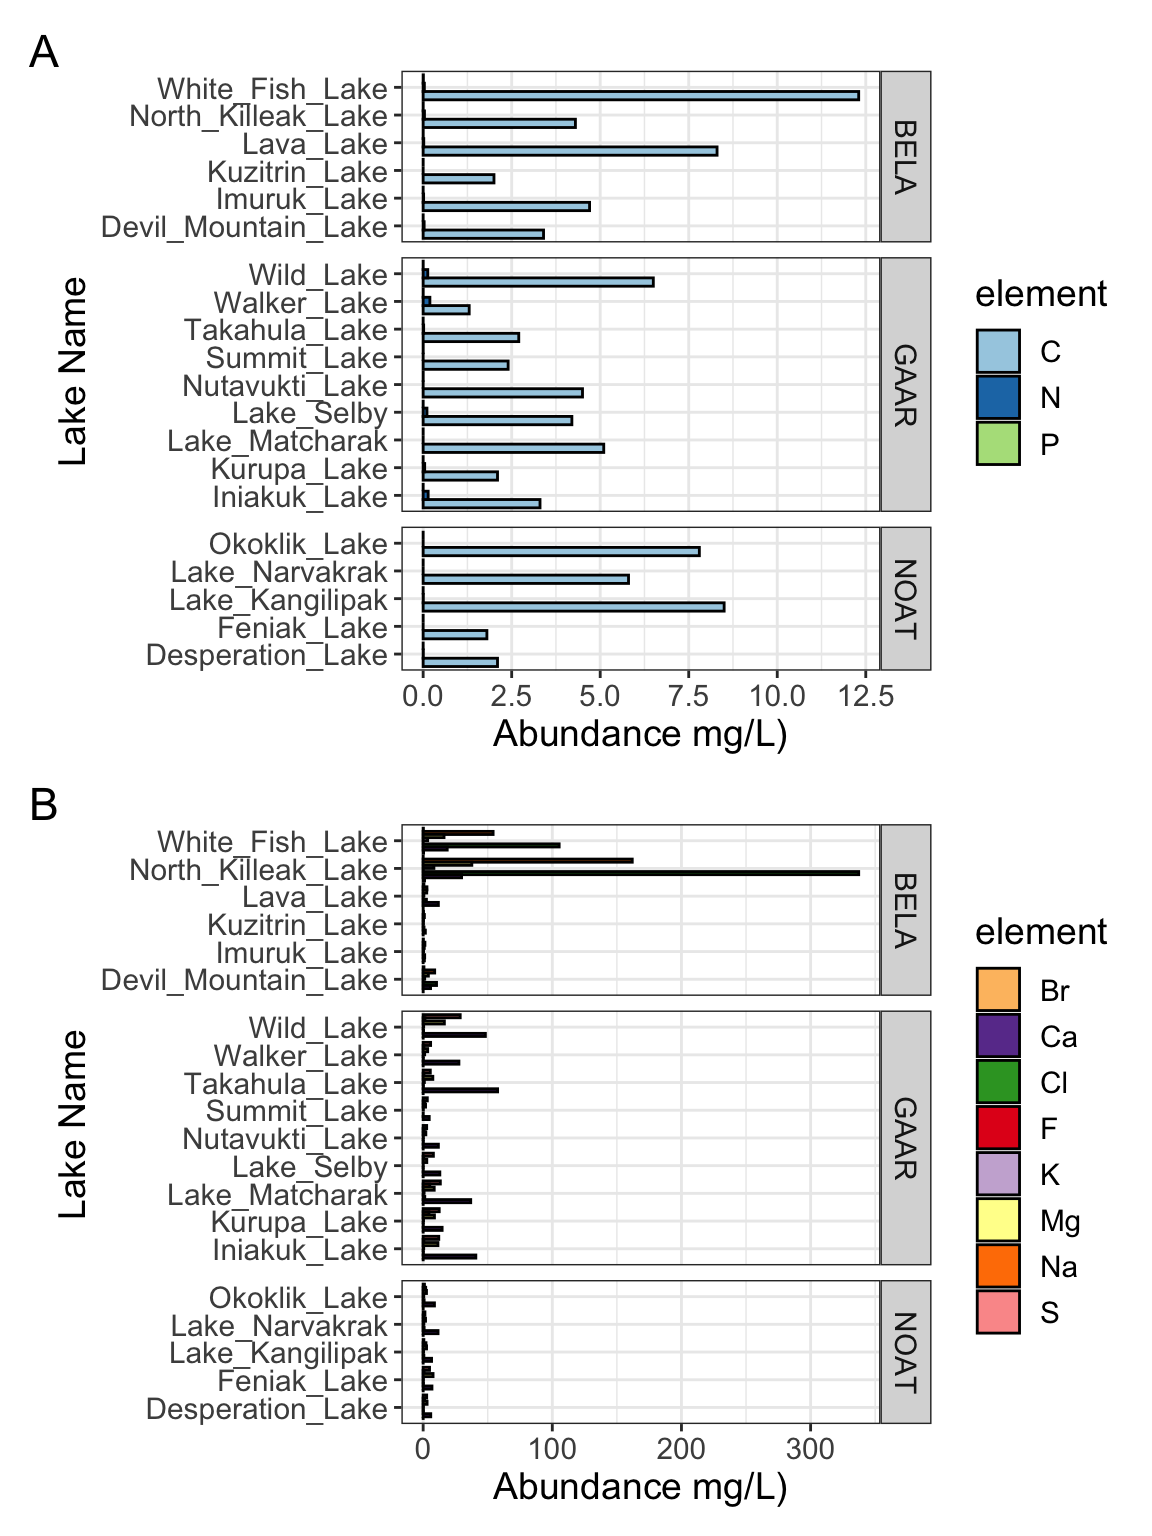 A
White_Fish_Lake
North_Killeak_Lake
Lava_Lake
Kuzitrin_Lake
Imuruk_Lake
Devil_Mountain_Lake
BELA
Wild_Lake
Walker_Lake
Takahula_Lake
Summit_Lake
Nutavukti_Lake
Lake_Selby
Lake_Matcharak
Kurupa_Lake
Iniakuk_Lake
GAAR
Okoklik_Lake
Lake_Narvakrak
Lake_Kangilipak
Feniak_Lake
Desperation_Lake
NOAT
Lake Name
0.0 2.5 5.0 7.5 10.0 12.5
Abundance mg/L)
element
C
N
P
B
White_Fish_Lake
North_Killeak_Lake
Lava_Lake
Kuzitrin_Lake
Imuruk_Lake
Devil_Mountain_Lake
BELA
Wild_Lake
Walker_Lake
Takahula_Lake
Summit_Lake
Nutavukti_Lake
Lake_Selby
Lake_Matcharak
Kurupa_Lake
Iniakuk_Lake
GAAR
Okoklik_Lake
Lake_Narvakrak
Lake_Kangilipak
Feniak_Lake
Desperation_Lake
NOAT
Lake Name
0 100 200 300
Abundance mg/L)
element
Br
Ca
Cl
F
K
Mg
Na
S